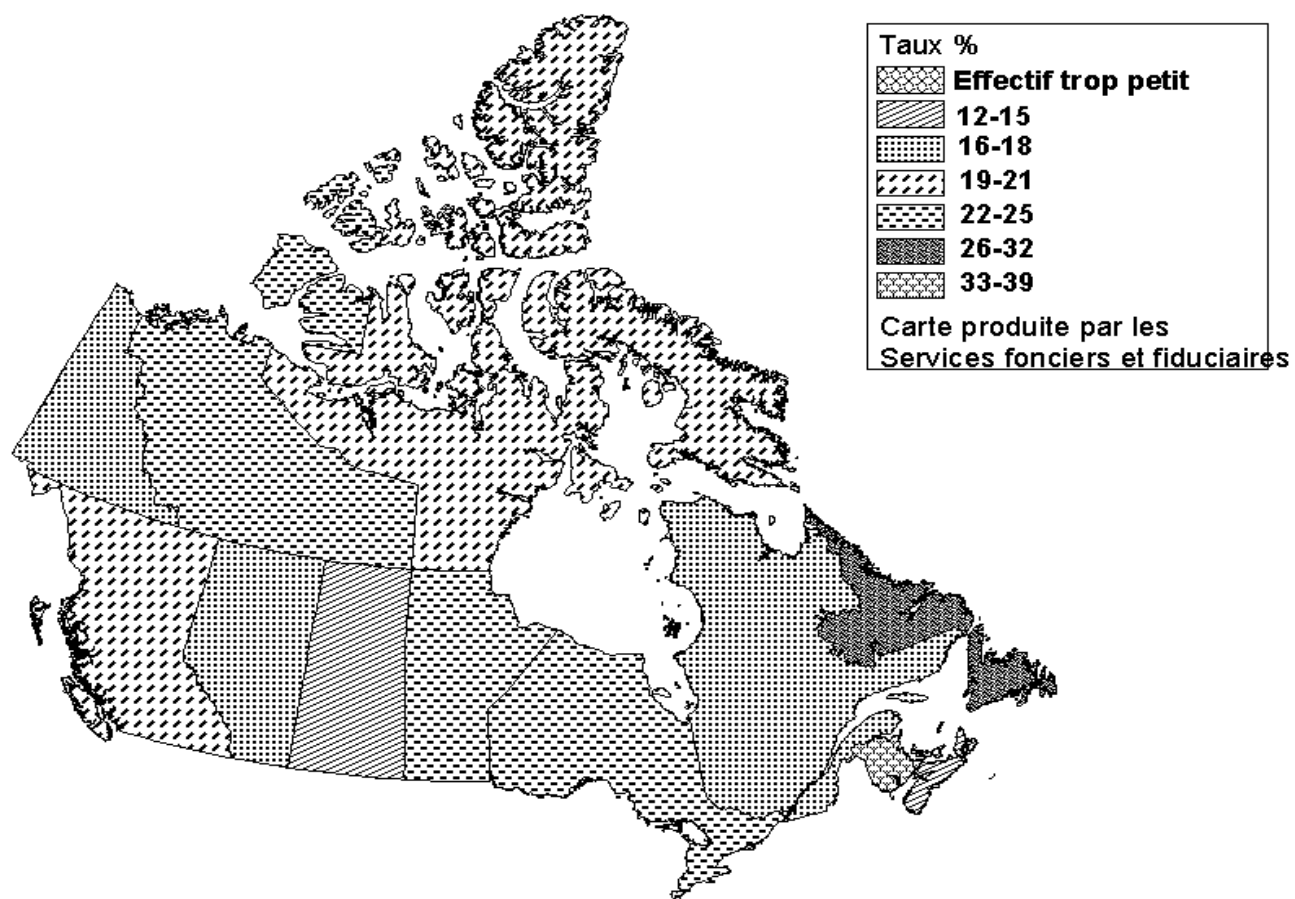 Taux %
Effectif trop petit
12-15
16-18
19-21
22-25
26-32
33-39
Carte produite par les
Services fonciers et fiduciaires